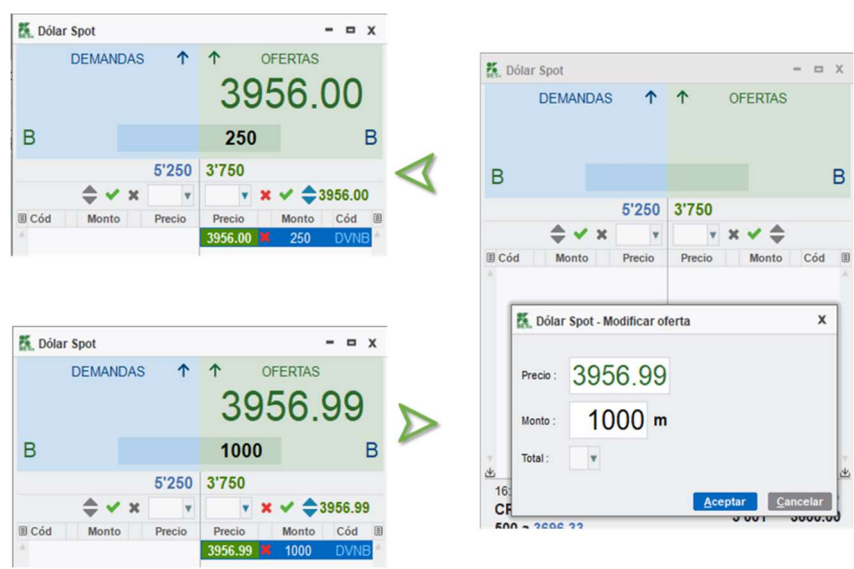 Dólar Spot
DEMANDAS OFERTAS
3956.00
B 250 B
5'250 3'750
3956.00
Cód Monto Precio Precio Monto Cód
3956.00 250 DVNB
Dólar Spot
DEMANDAS OFERTAS
3956.99
B 1000 B
5'250 3'750
3956.99
Cód Monto Precio Precio Monto Cód
3956.99 1000 DVNB
Dólar Spot
DEMANDAS OFERTAS
B B
5'250 3'750
Cód Monto Precio Precio Monto Cód
Dólar Spot - Modificar oferta X
Precio : 3956.99
Monto : 1000 m
Total :
Aceptar Cancelar
16: